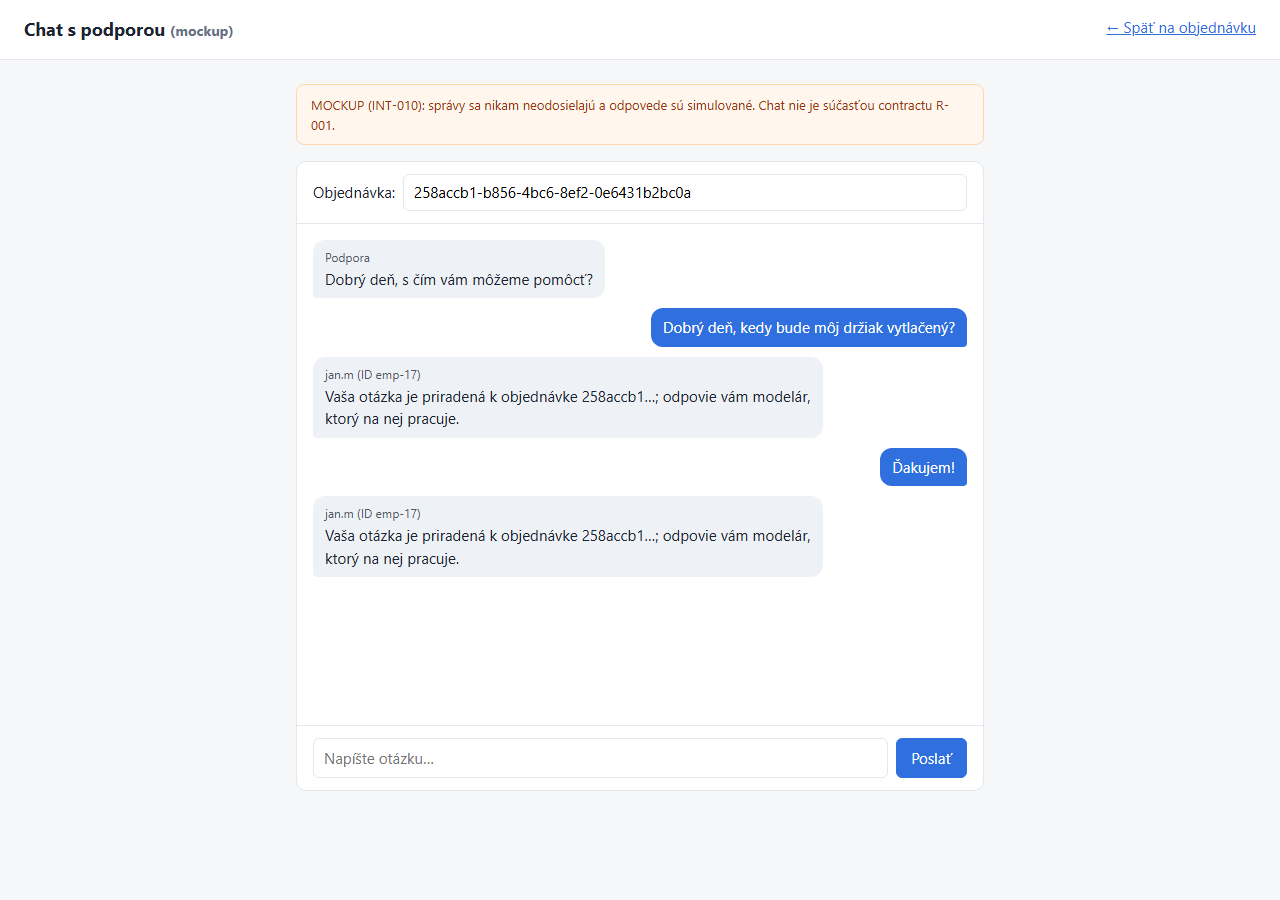 Chat s podporou (mockup)
← Späť na objednávku
MOCKUP (INT-010): správy sa nikam neodosielajú a odpovede sú simulované. Chat nie je súčasťou contractu R-
001.
Objednávka: 258accb1-b856-4bc6-8ef2-0e6431b2bc0a
Podpora
Dobrý deň, s čím vám môžeme pomôcť?
Dobrý deň, kedy bude môj držiak vytlačený?
jan.m (ID emp-17)
Vaša otázka je priradená k objednávke 258accb1…; odpovie vám modelár,
ktorý na nej pracuje.
Ďakujem!
jan.m (ID emp-17)
Vaša otázka je priradená k objednávke 258accb1…; odpovie vám modelár,
ktorý na nej pracuje.
Napíšte otázku…
Poslať